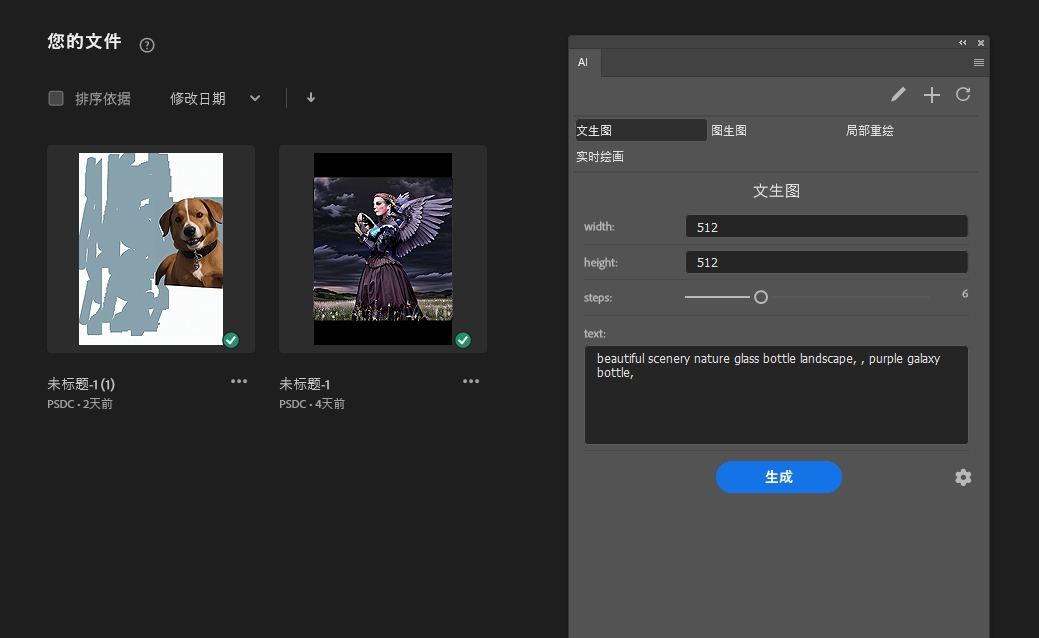 您的文件
排序依据 修改日期
未标题-1(1)
PSDC • 2天前
未标题-1
PSDC • 4天前
AI
文生图 图生图 局部重绘
实时绘画
文生图
width: 512
height: 512
steps: 6
text:
beautiful scenery nature glass bottle landscape, , purple galaxy
bottle,
生成